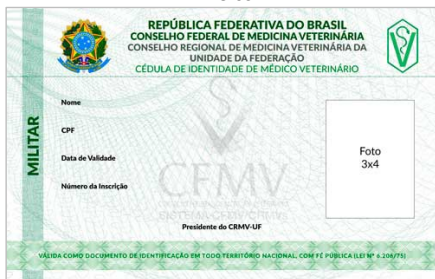 REPÚBLICA FEDERATIVA DO BRASIL
CONSELHO FEDERAL DE MEDICINA VETERINÁRIA
CONSELHO REGIONAL DE MEDICINA VETERINÁRIA DA
UNIDADE DA FEDERAÇÃO
CÉDULA DE IDENTIDADE DE MÉDICO VETERINÁRIO
MILITAR
Nome
CPF
Data de Validade
Número da Inscrição
Foto
3x4
CFMV
SISTEMA CFMV/CRMVs
Presidente do CRMV-UF
VÁLIDA COMO DOCUMENTO DE IDENTIFICAÇÃO EM TODO TERRITÓRIO NACIONAL, COM FÉ PÚBLICA (LEI Nº 6.206/75)